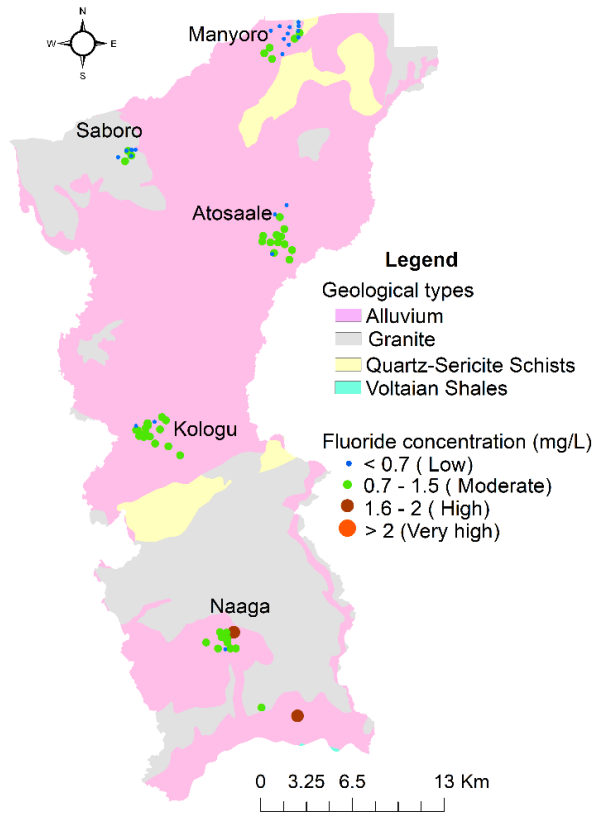 N
W E
S
Manyoro
Saboro
Atosaale
Legend
Geological types
Alluvium
Granite
Quartz-Sericite Schists
Voltaian Shales
Kologu
Fluoride concentration (mg/L)
< 0.7 ( Low)
0.7 - 1.5 ( Moderate)
1.6 - 2 ( High)
> 2 (Very high)
Naaga
0 3.25 6.5 13 Km